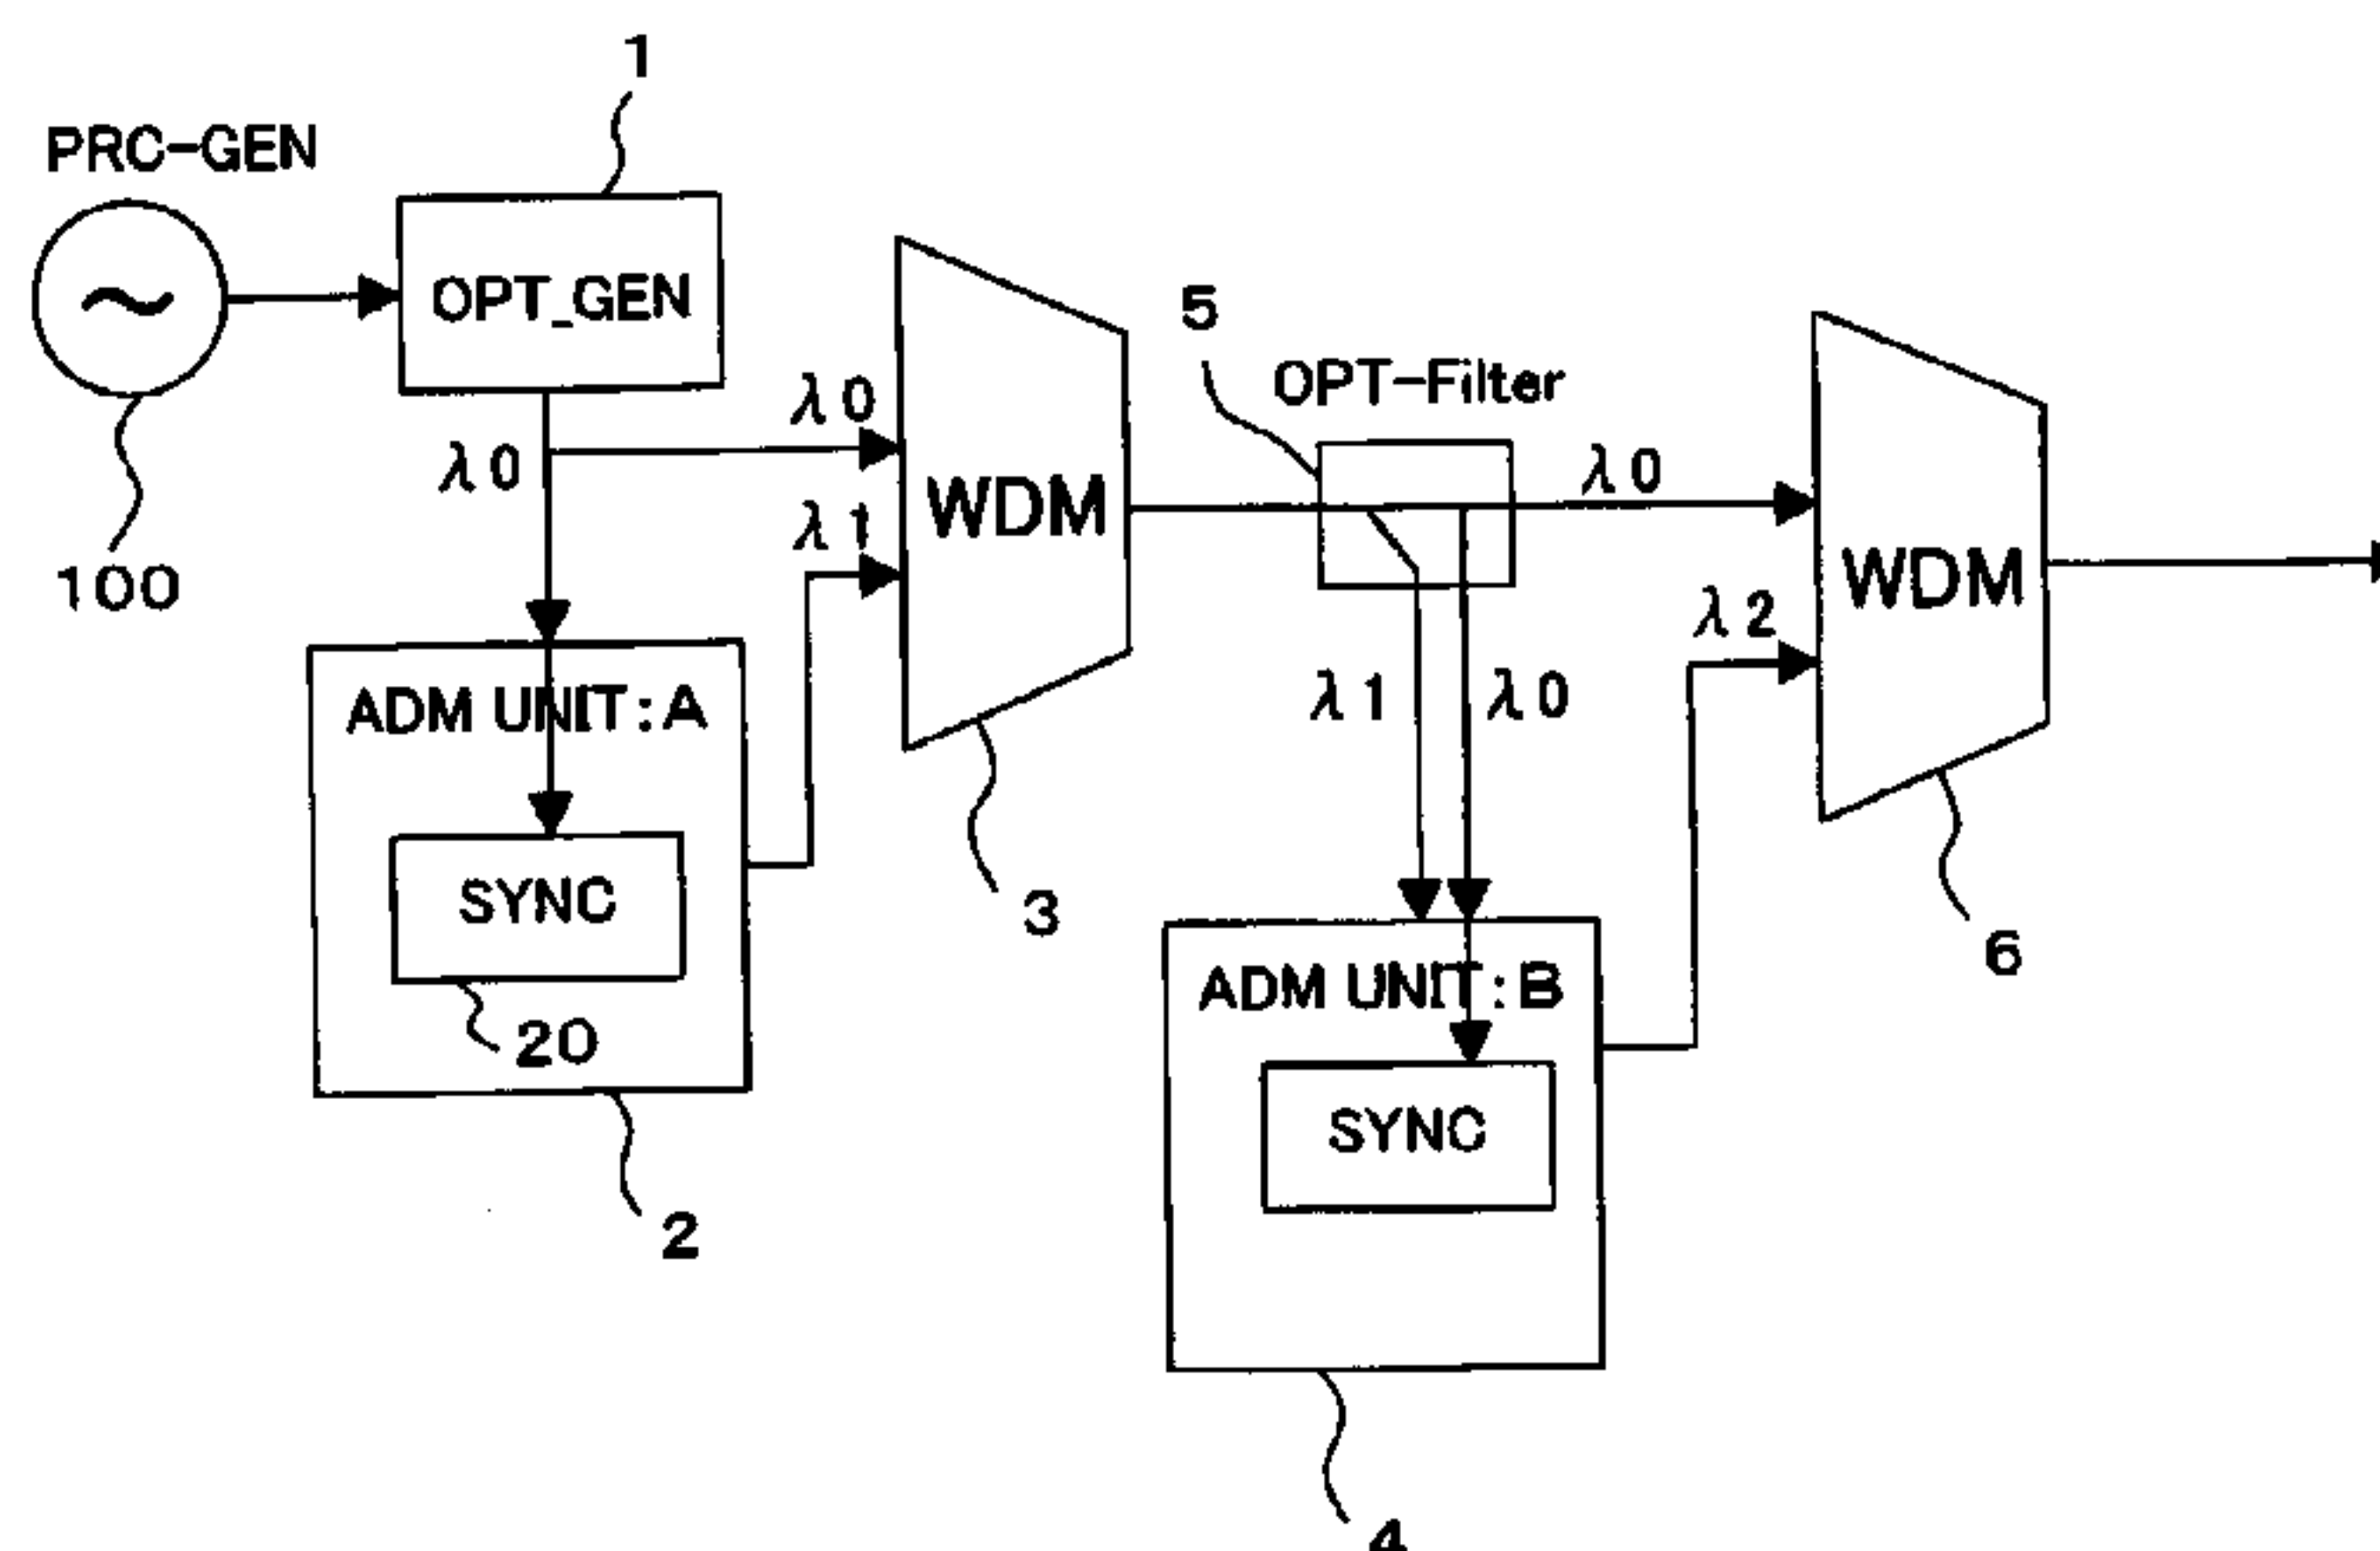 1
PRC-GEN
OPT_GEN
100
λ0
λ0
λ1
WDM
3
ADM UNIT:A
SYNC
20
2
5
OPT-Filter
λ0
λ1
λ0
λ2
WDM
6
ADM UNIT:B
SYNC
4